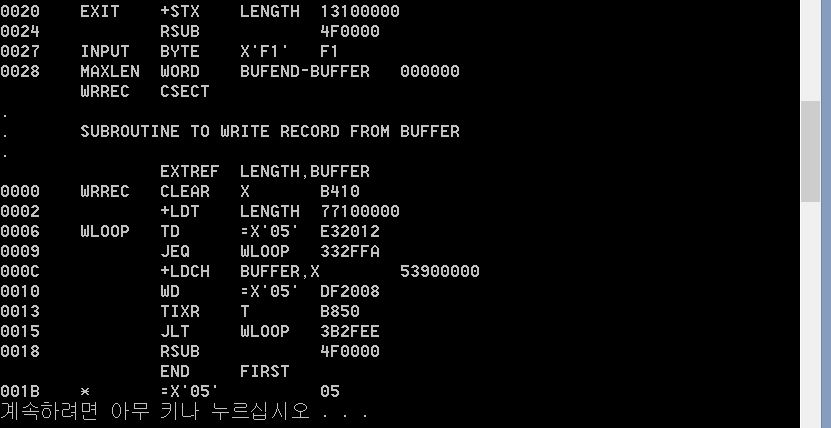 0020    EXIT    +STX    LENGTH  13100000
0024            RSUB            4F0000
0027    INPUT   BYTE    X'F1'   F1
0028    MAXLEN  WORD    BUFEND-BUFFER   000000
        WRREC   CSECT
.
.       SUBROUTINE TO WRITE RECORD FROM BUFFER
.
                EXTREF  LENGTH,BUFFER
0000    WRREC   CLEAR   X       B410
0002            +LDT    LENGTH  77100000
0006    WLOOP   TD      =X'05'  E32012
0009            JEQ     WLOOP   332FFA
000C            +LDCH   BUFFER,X        53900000
0010            WD      =X'05'  DF2008
0013            TIXR    T       B850
0015            JLT     WLOOP   3B2FEE
0018            RSUB            4F0000
                END     FIRST
001B    *       =X'05'          05
계속하려면 아무 키나 누르십시오 . . .